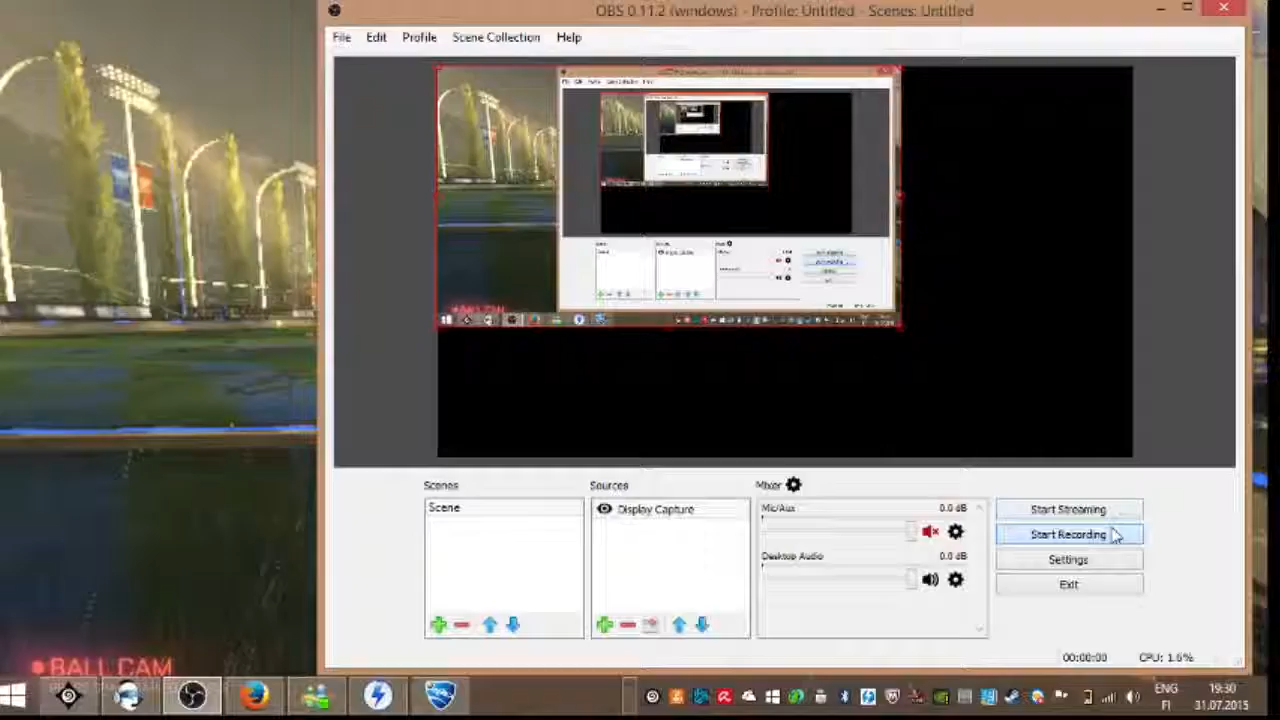 OBS 0.11.2 (windows) - Profile: Untitled - Scenes: Untitled
File Edit Profile Scene Collection Help
Scenes
Scene
Sources
Display Capture
Mixer
Mic/Aux 0.0 dB
Desktop Audio 0.0 dB
Start Streaming
Start Recording
Settings
Exit
00:00:00 CPU: 1.6%
BALL CAM
ENG 19:30
FI 31.07.2015